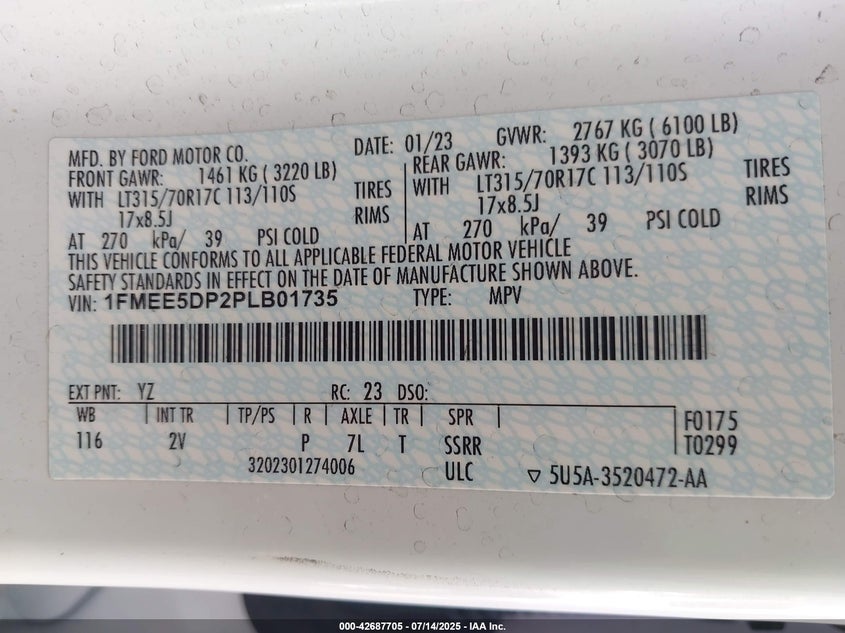 MFD. BY FORD MOTOR CO. DATE: 01/23 GVWR: 2767 KG ( 6100 LB)
FRONT GAWR: 1461 KG ( 3220 LB) REAR GAWR: 1393 KG ( 3070 LB)
WITH LT315/70R17C 113/110S TIRES WITH LT315/70R17C 113/110S TIRES
17x8.5J RIMS 17x8.5J RIMS
AT 270 kPa/ 39 PSI COLD AT 270 kPa/ 39 PSI COLD
THIS VEHICLE CONFORMS TO ALL APPLICABLE FEDERAL MOTOR VEHICLE
SAFETY STANDARDS IN EFFECT ON THE DATE OF MANUFACTURE SHOWN ABOVE.
VIN: 1FMEE5DP2PLB01735 TYPE: MPV
EXT PNT: YZ RC: 23 DSO:
WB INT TR TP/PS R AXLE TR SPR F0175
116 2V P 7L T SSRR T0299
3202301274006 ULC ▽ 5U5A-3520472-AA
000-42687705 - 07/14/2025 - IAA Inc.